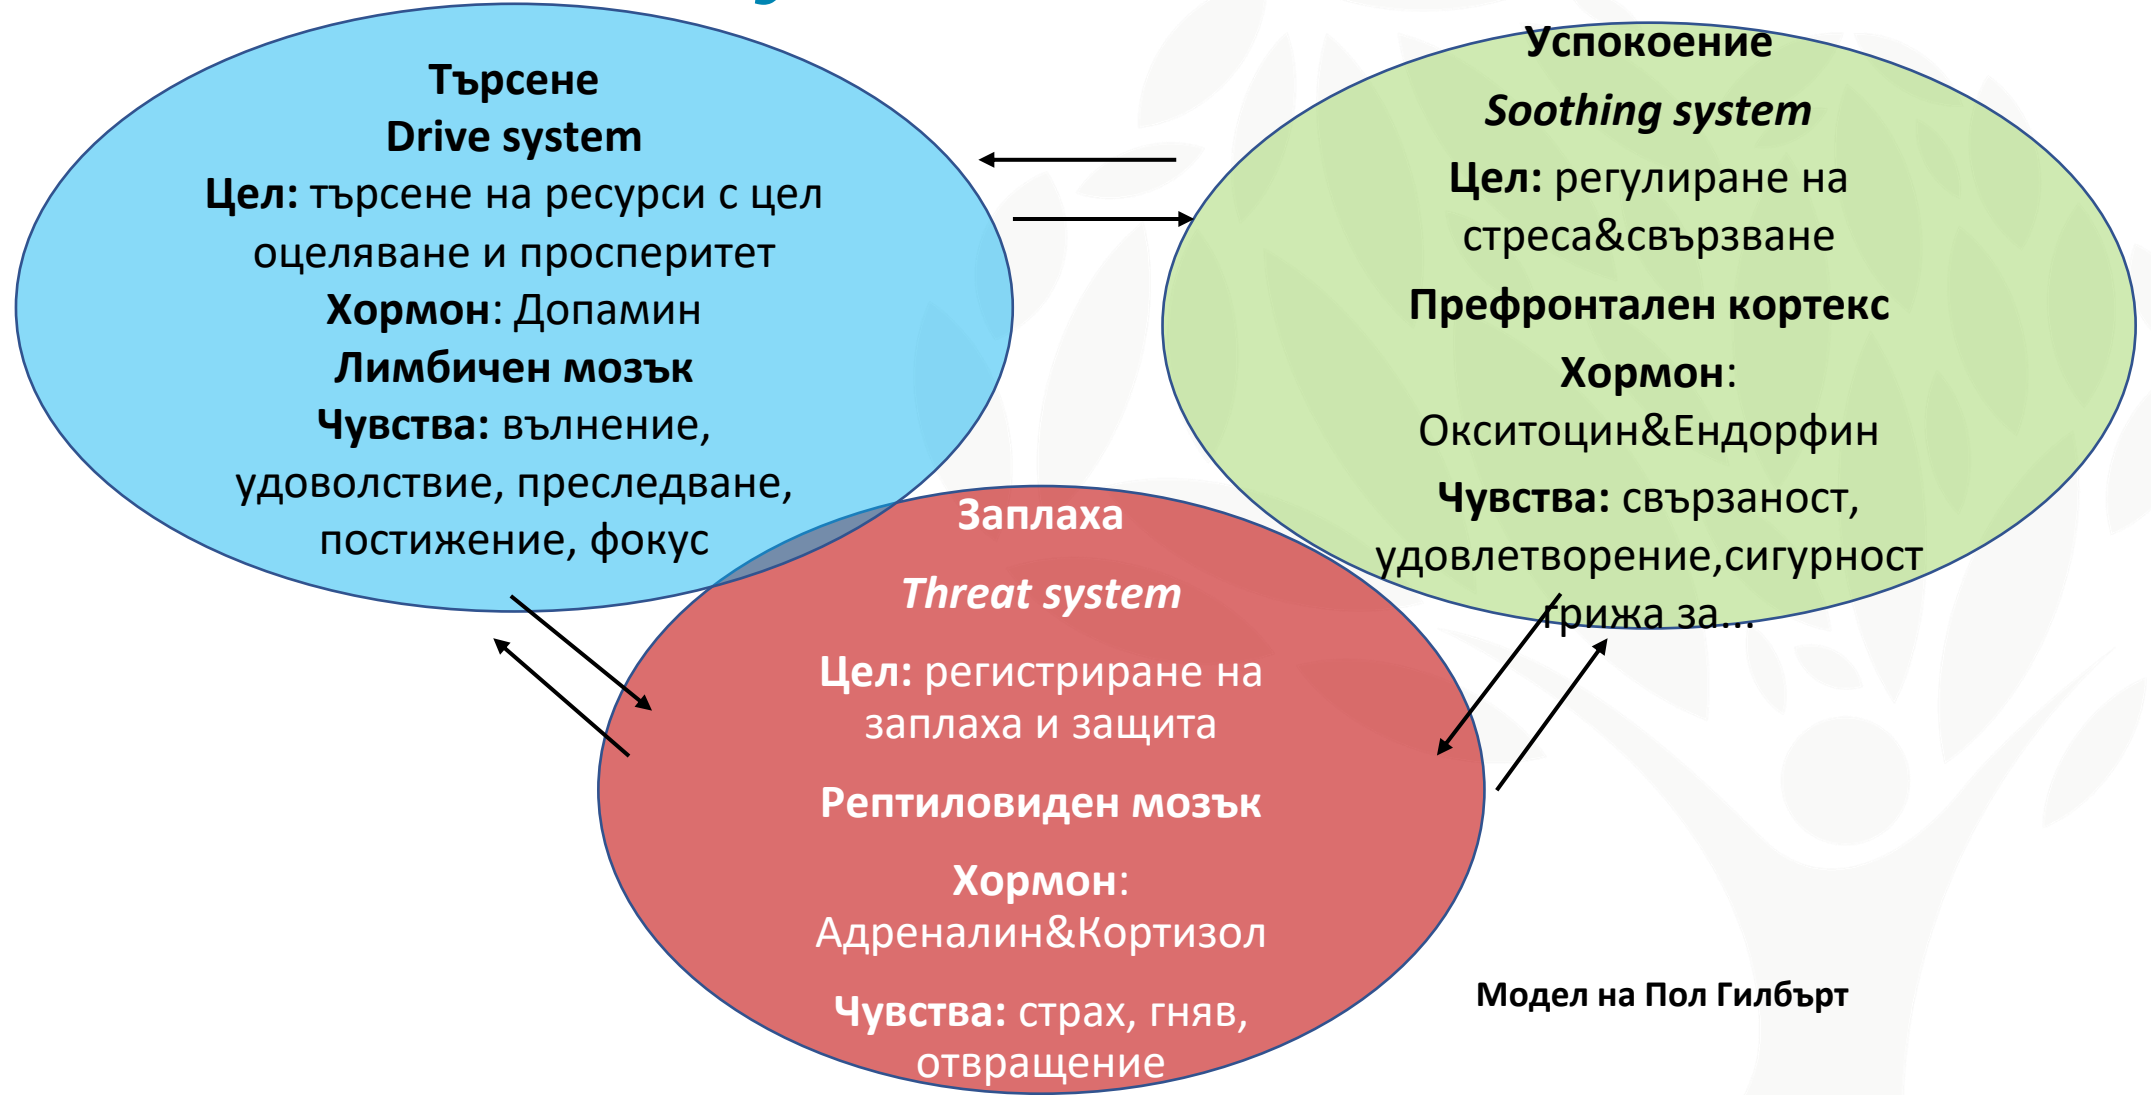 Търсене
Drive system
Цел: търсене на ресурси с цел
оцеляване и просперитет
Хормон: Допамин
Лимбичен мозък
Чувства: вълнение,
удоволствие, преследване,
постижение, фокус
Успокоение
Soothing system
Цел: регулиране на
стреса&свързване
Префронтален кортекс
Хормон:
Окситоцин&Ендорфин
Чувства: свързаност,
удовлетворение,сигурност
грижа за...
Заплаха
Threat system
Цел: регистриране на
заплаха и защита
Рептиловиден мозък
Хормон:
Адреналин&Кортизол
Чувства: страх, гняв,
отвращение
Модел на Пол Гилбърт